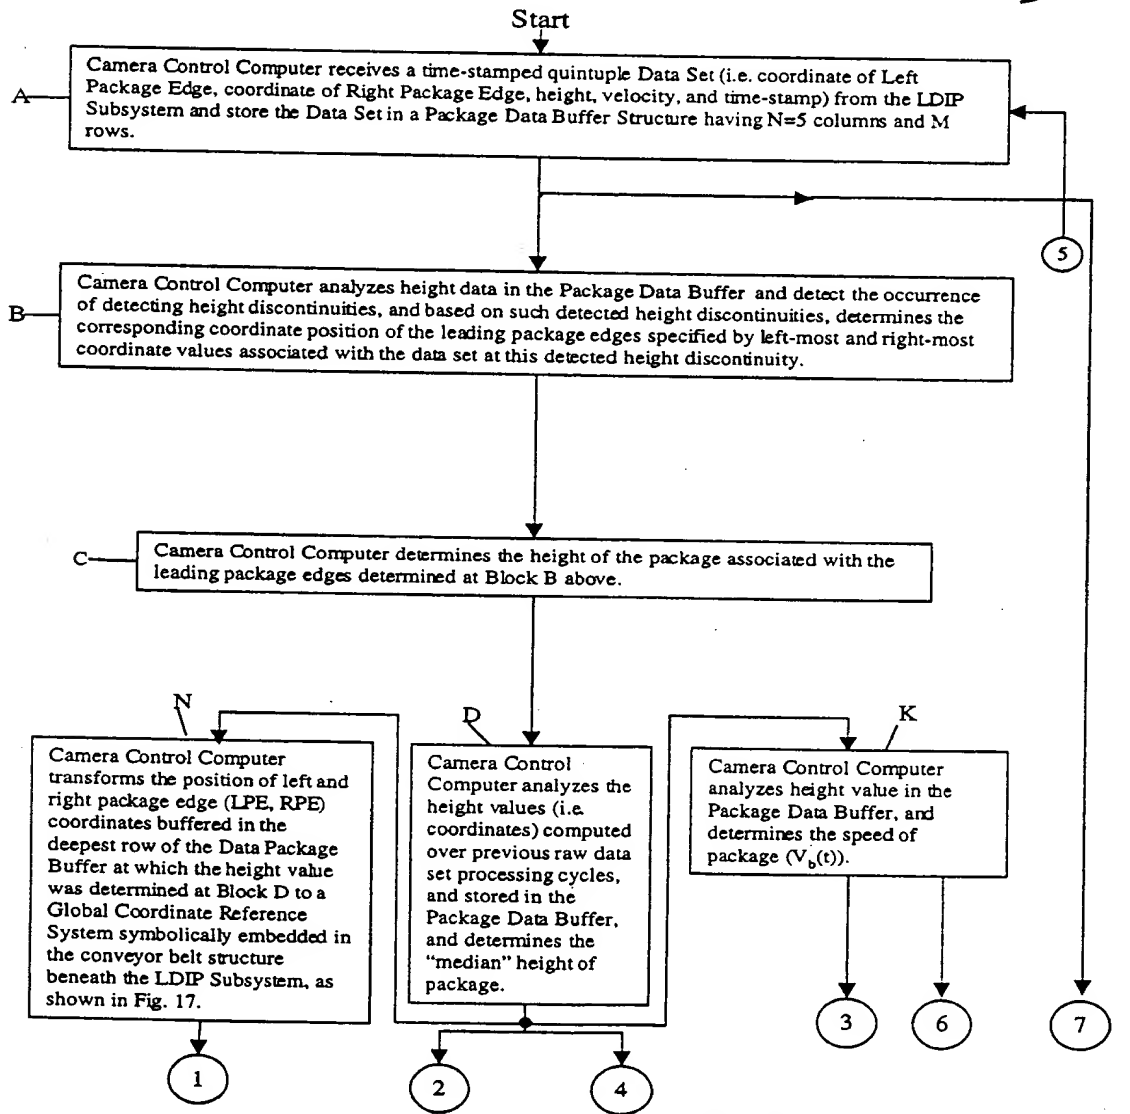 Start
A
Camera Control Computer receives a time-stamped quintuple Data Set (i.e. coordinate of Left
Package Edge, coordinate of Right Package Edge, height, velocity, and time-stamp) from the LDIP
Subsystem and store the Data Set in a Package Data Buffer Structure having N=5 columns and M
rows.
5
B
Camera Control Computer analyzes height data in the Package Data Buffer and detect the occurrence
of detecting height discontinuities, and based on such detected height discontinuities, determines the
corresponding coordinate position of the leading package edges specified by left-most and right-most
coordinate values associated with the data set at this detected height discontinuity.
C
Camera Control Computer determines the height of the package associated with the
leading package edges determined at Block B above.
N
Camera Control Computer
transforms the position of left and
right package edge (LPE, RPE)
coordinates buffered in the
deepest row of the Data Package
Buffer at which the height value
was determined at Block D to a
Global Coordinate Reference
System symbolically embedded in
the conveyor belt structure
beneath the LDIP Subsystem, as
shown in Fig. 17.
D
Camera Control
Computer analyzes the
height values (i.e.
coordinates) computed
over previous raw data
set processing cycles,
and stored in the
Package Data Buffer,
and determines the
“median” height of
package.
K
Camera Control Computer
analyzes height value in the
Package Data Buffer, and
determines the speed of
package (V_b(t)).
1
2
4
3
6
7